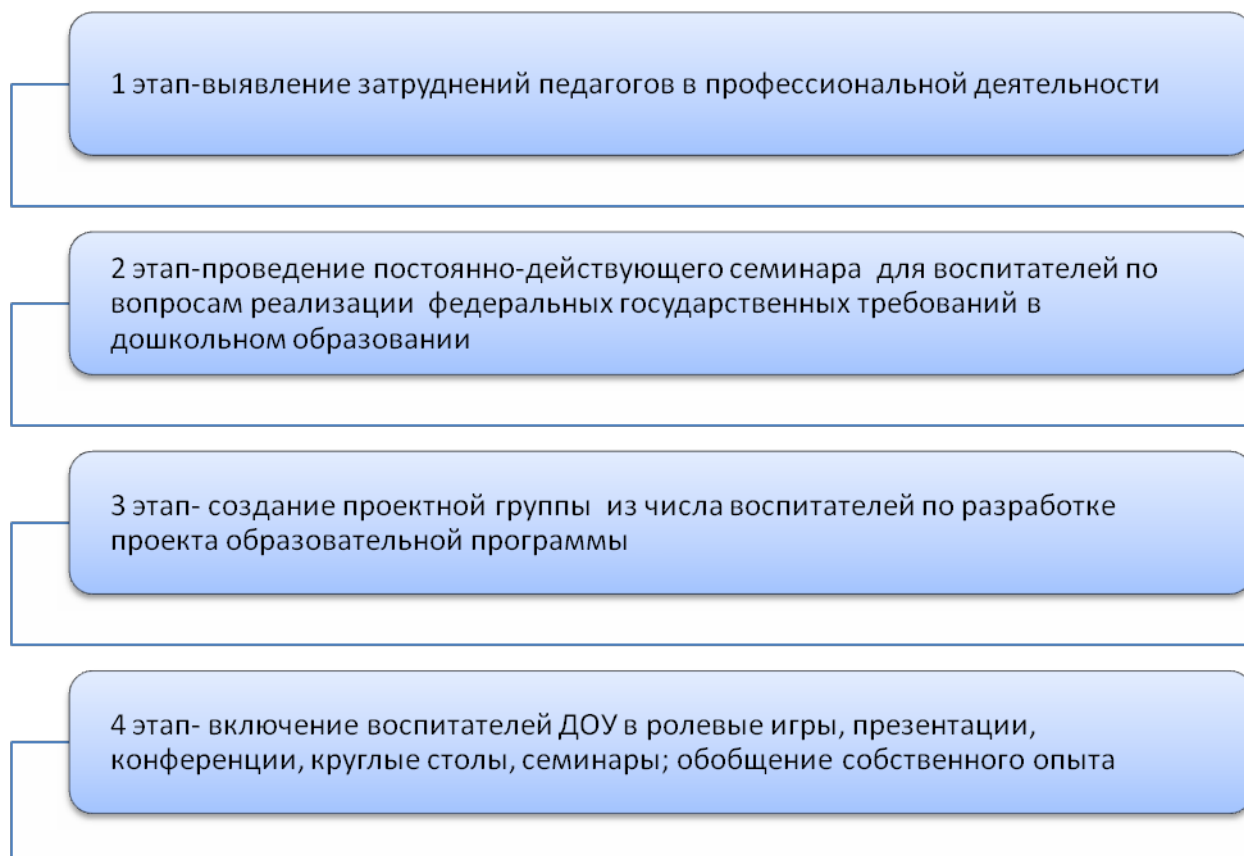 1 этап-выявление затруднений педагогов в профессиональной деятельности
2 этап-проведение постоянно-действующего семинара  для воспитателей по
вопросам реализации  федеральных государственных требований в
дошкольном образовании
3 этап- создание проектной группы  из числа воспитателей по разработке
проекта образовательной программы
4 этап- включение воспитателей ДОУ в ролевые игры, презентации,
конференции, круглые столы, семинары; обобщение собственного опыта